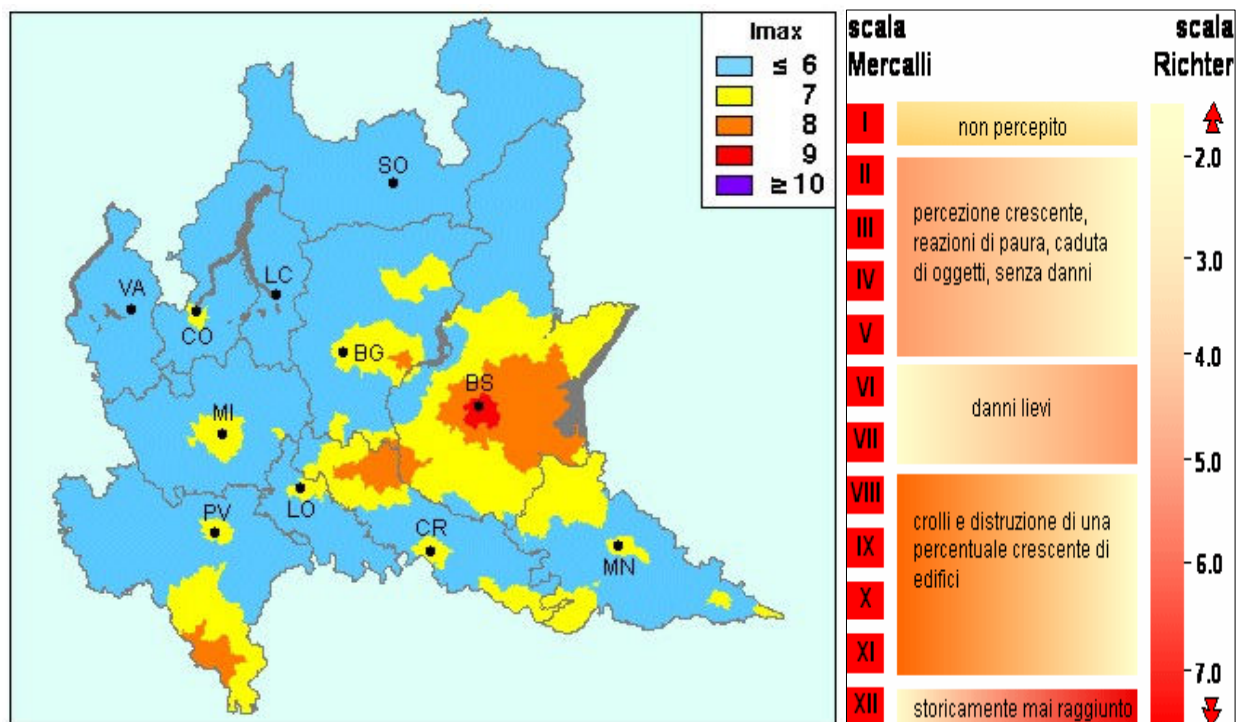 Imax
≤ 6
7
8
9
≥ 10
SO
VA
LC
CO
BG
BS
MI
LO
PV
CR
MN
scala
Mercalli
scala
Richter
I
non percepito
II
III
IV
V
percezione crescente,
reazioni di paura, caduta
di oggetti, senza danni
VI
VII
danni lievi
VIII
IX
X
XI
crolli e distruzione di una
percentuale crescente di
edifici
XII
storicamente mai raggiunto
2.0
3.0
4.0
5.0
6.0
7.0